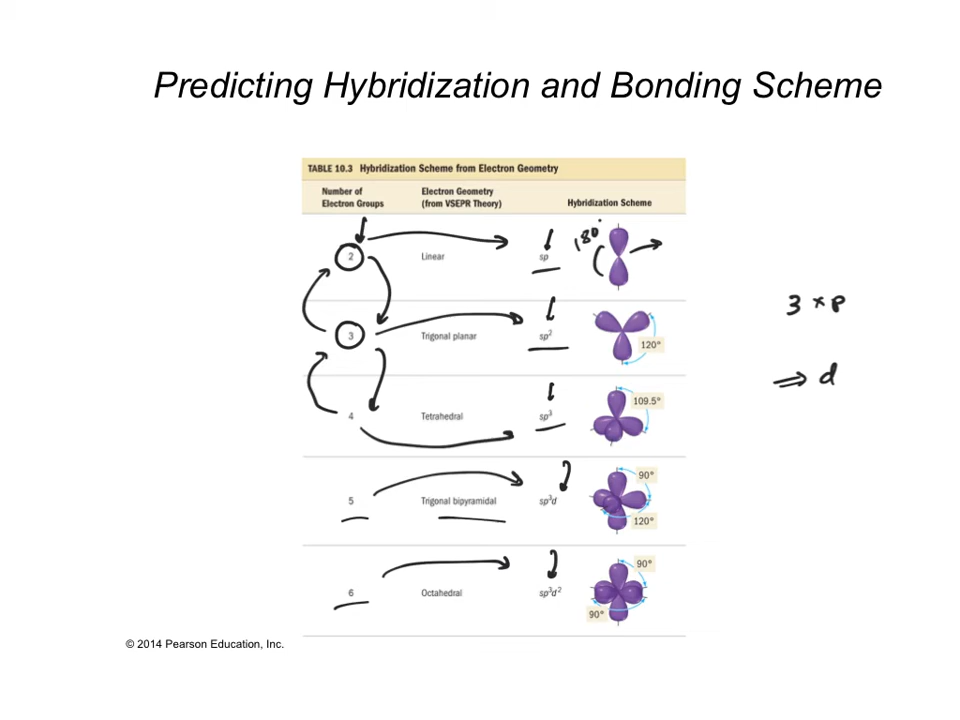 Predicting Hybridization and Bonding Scheme
TABLE 10.3 Hybridization Scheme from Electron Geometry
Number of Electron Groups
Electron Geometry (from VSEPR Theory)
Hybridization Scheme
2 Linear sp 180°
3 Trigonal planar sp² 120°
4 Tetrahedral sp³ 109.5°
5 Trigonal bipyramidal sp³d 90° 120°
6 Octahedral sp³d² 90° 90°
3 × p
⇒ d
© 2014 Pearson Education, Inc.